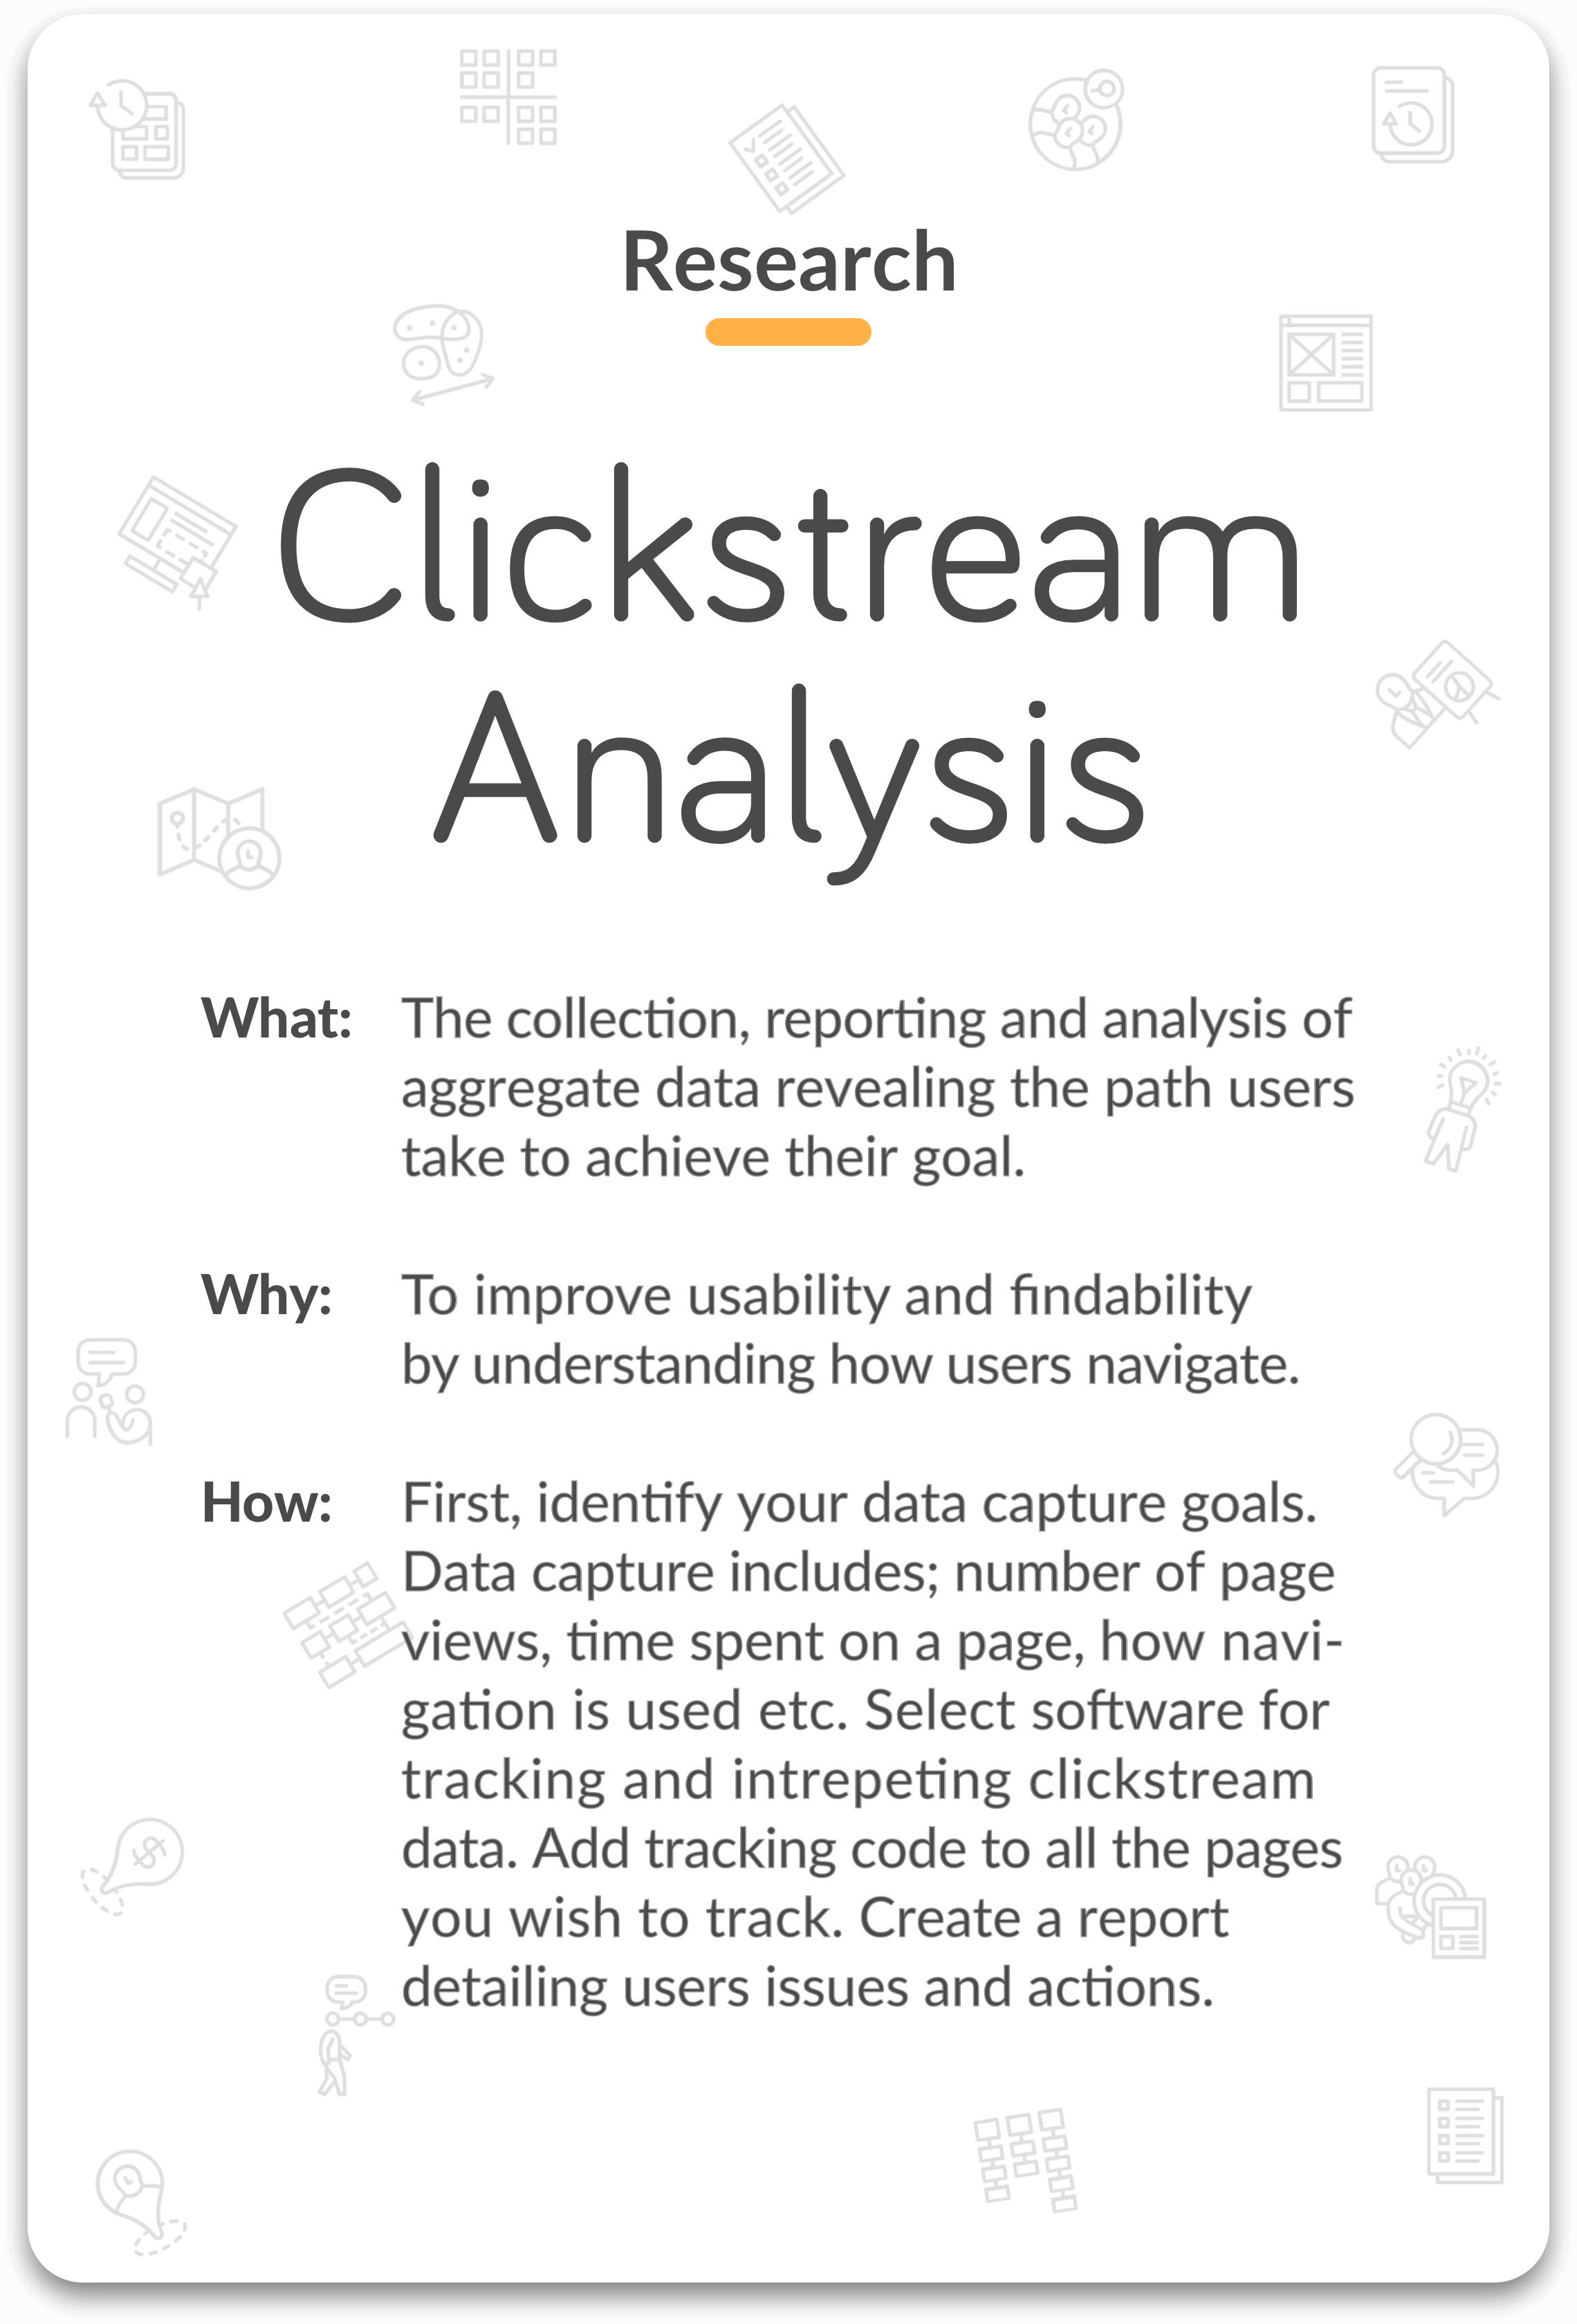 Research
Clickstream
Analysis
What: The collection, reporting and analysis of
aggregate data revealing the path users
take to achieve their goal.
Why: To improve usability and findability
by understanding how users navigate.
How: First, identify your data capture goals.
Data capture includes; number of page
views, time spent on a page, how navi-
gation is used etc. Select software for
tracking and intrepeting clickstream
data. Add tracking code to all the pages
you wish to track. Create a report
detailing users issues and actions.